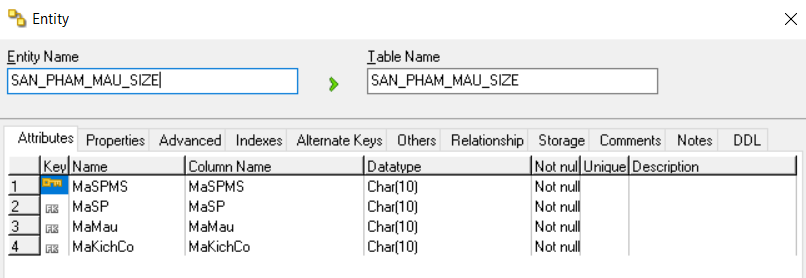 Entity
Entity Name
Table Name
SAN_PHAM_MAU_SIZE
SAN_PHAM_MAU_SIZE
Attributes Properties Advanced Indexes Alternate Keys Others Relationship Storage Comments Notes DDL
Key Name Column Name Datatype Not nul Unique Description
1 MaSPMS MaSPMS Char(10) Not null
2 FK MaSP MaSP Char(10) Not null
3 FK MaMau MaMau Char(10) Not null
4 FK MaKichCo MaKichCo Char(10) Not null